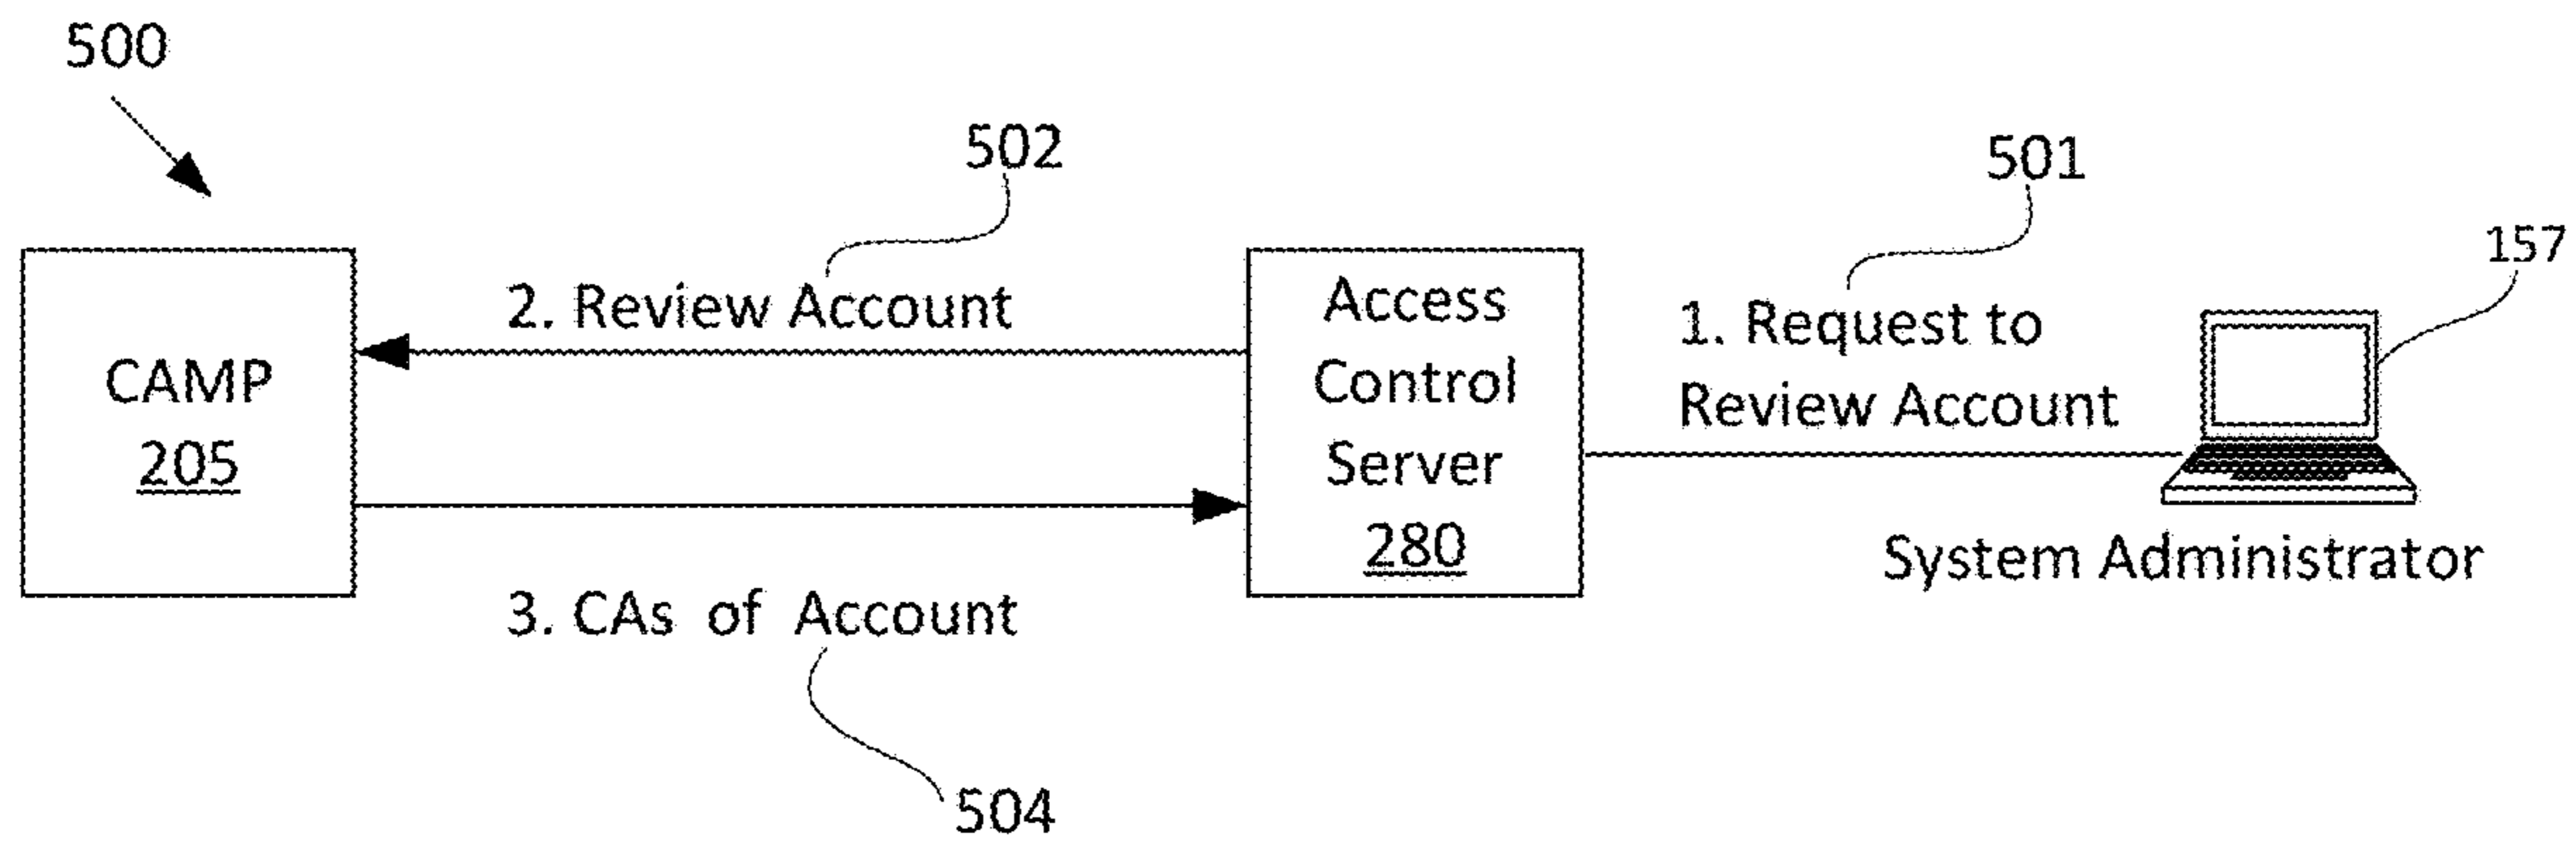 500
502
501
157
2. Review Account
1. Request to
Review Account
CAMP
205
Access
Control
Server
280
3. CAs of Account
System Administrator
504